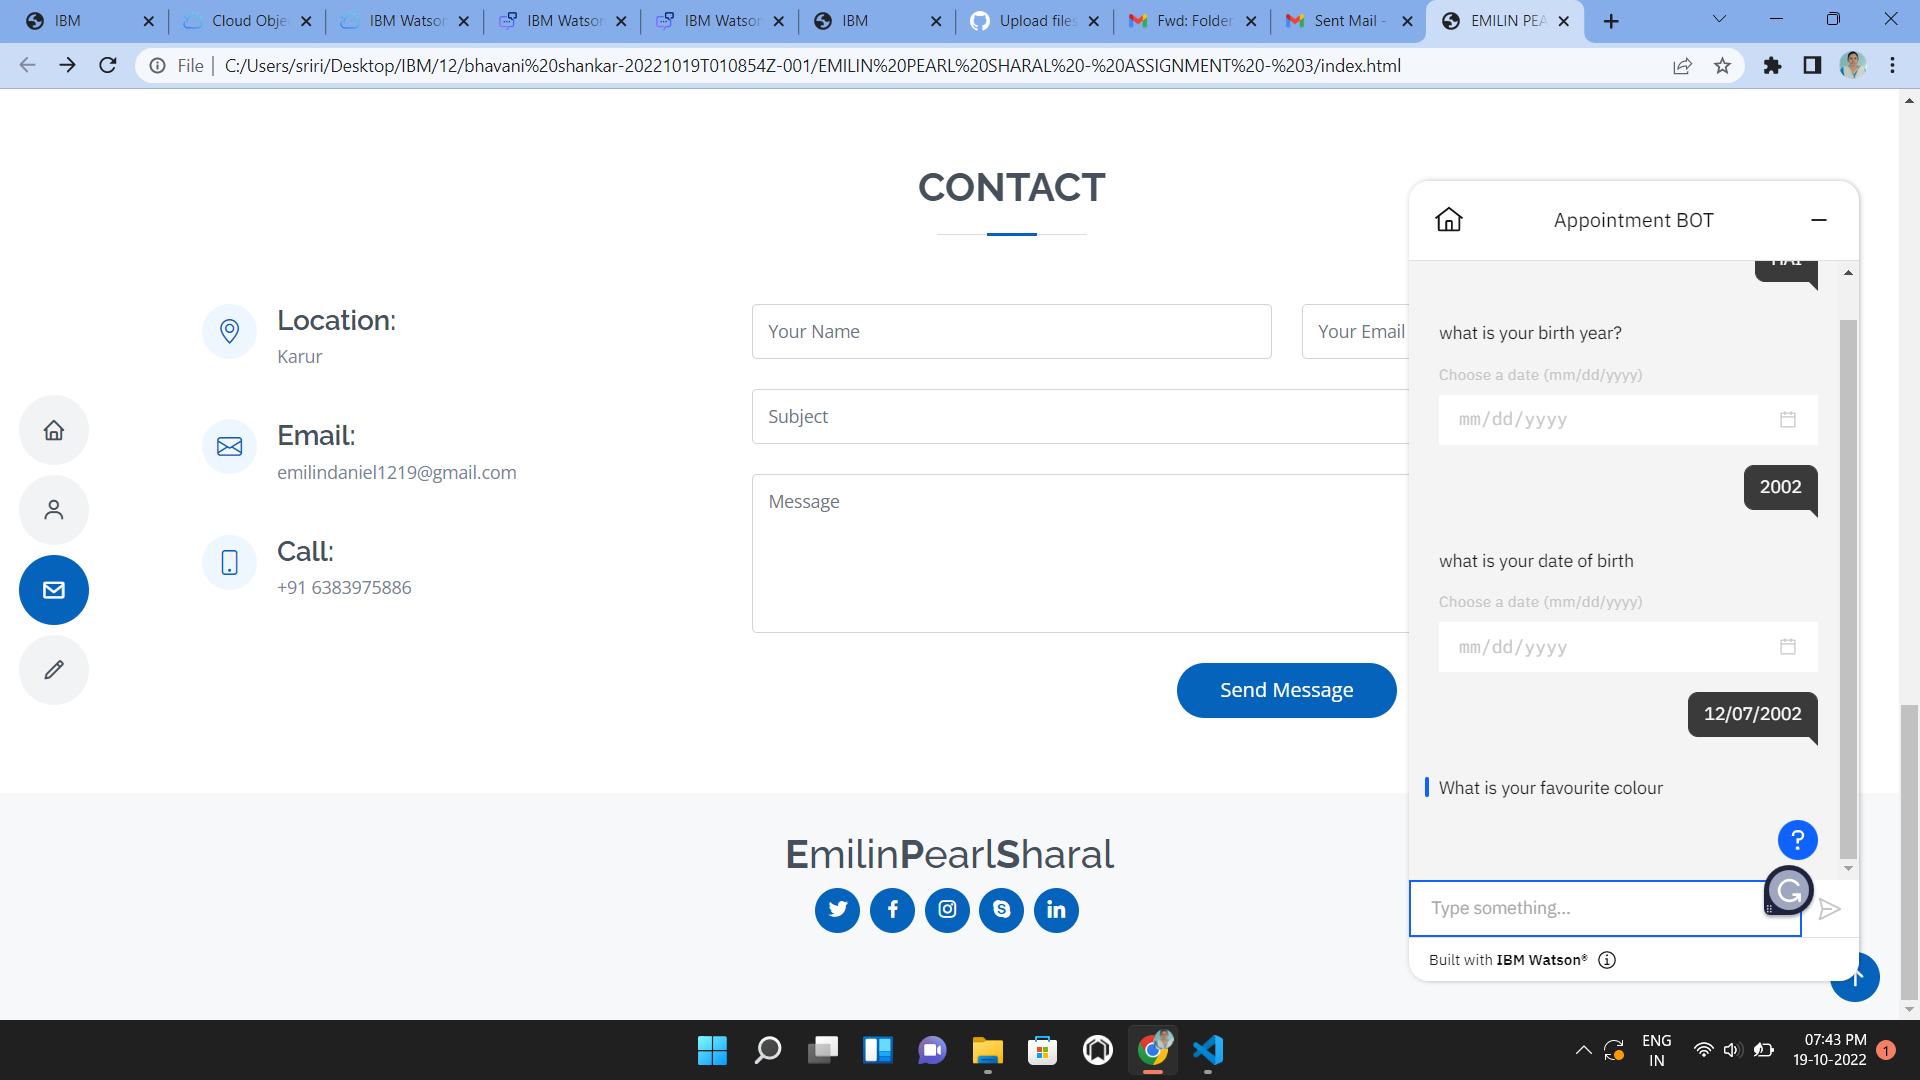 IBM
Cloud Obje
IBM Watson
IBM Watson
IBM Watson
IBM
Upload files
Fwd: Folder
Sent Mail -
EMILIN PEA
File
C:/Users/sriri/Desktop/IBM/12/bhavani%20shankar-20221019T010854Z-001/EMILIN%20PEARL%20SHARAL%20-%20ASSIGNMENT%20-%203/index.html
CONTACT
Location:
Karur
Email:
emilindaniel1219@gmail.com
Call:
+91 6383975886
Your Name
Your Email
Subject
Message
Send Message
EmilinPearlSharal
Appointment BOT
HAI
what is your birth year?
Choose a date (mm/dd/yyyy)
mm/dd/yyyy
2002
what is your date of birth
Choose a date (mm/dd/yyyy)
mm/dd/yyyy
12/07/2002
What is your favourite colour
?
Type something...
Built with IBM Watson®
ENG
IN
07:43 PM
19-10-2022
1